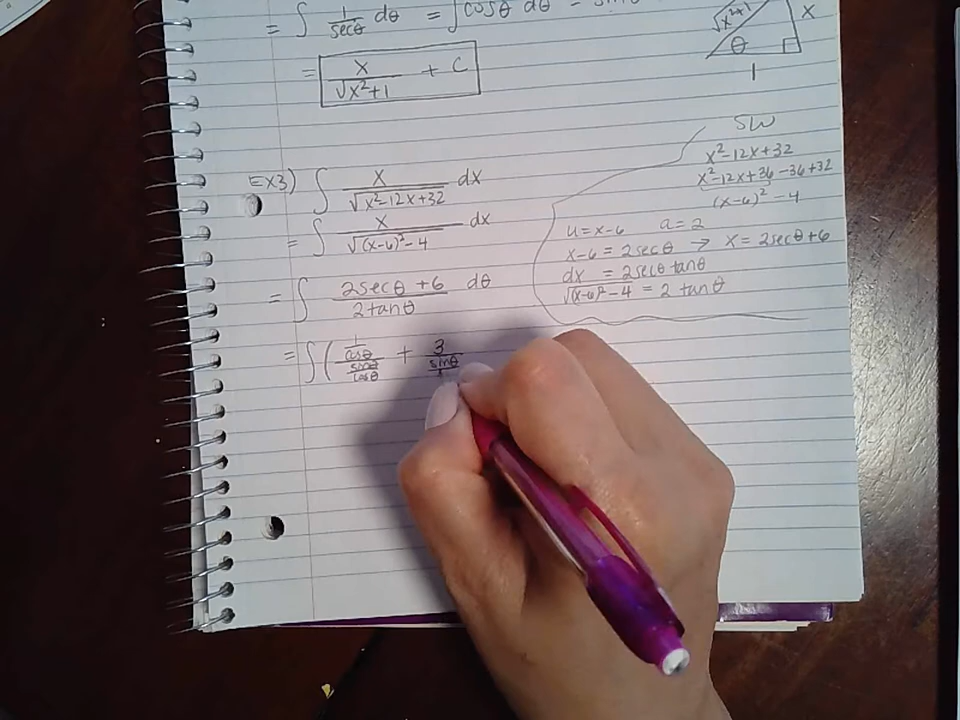 = ∫ 1/secθ dθ = ∫cosθ dθ =
√x²+1 x
θ
1
= x/√x²+1 + C
EX3) ∫ x/√x²-12x+32 dx
= ∫ x/√(x-6)²-4 dx
= ∫ 2secθ+6/2tanθ dθ
= ∫( 1/cosθ/sinθ/cosθ + 3/sinθ
SW
x²-12x+32
x²-12x+36-36+32
(x-6)²-4
u=x-6 a=2
x-6=2secθ → x=2secθ+6
dx = 2secθtanθ
√(x-6)²-4 = 2 tanθ